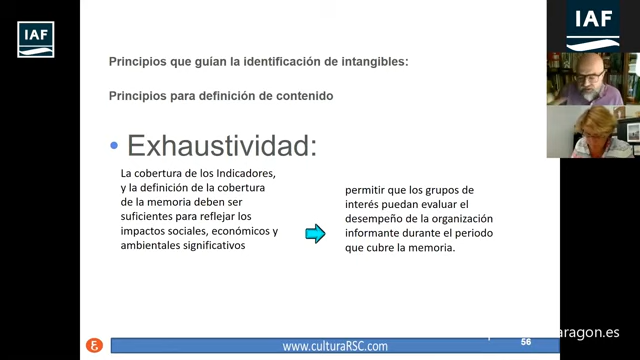 IAF
IAF
Principios que guían la identificación de intangibles:
Principios para definición de contenido
• Exhaustividad:
La cobertura de los Indicadores,
y la definición de la cobertura
de la memoria deben ser
suficientes para reflejar los
impactos sociales, económicos y
ambientales significativos
permitir que los grupos de
interés puedan evaluar el
desempeño de la organización
informante durante el periodo
que cubre la memoria.
www.culturaRSC.com
56
aragon.es